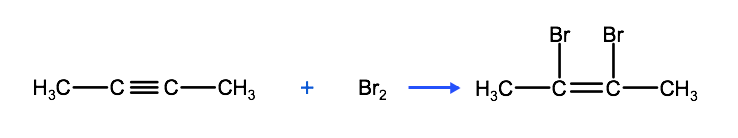 Br Br
H₃C C C CH₃ + Br₂ H₃C C C CH₃